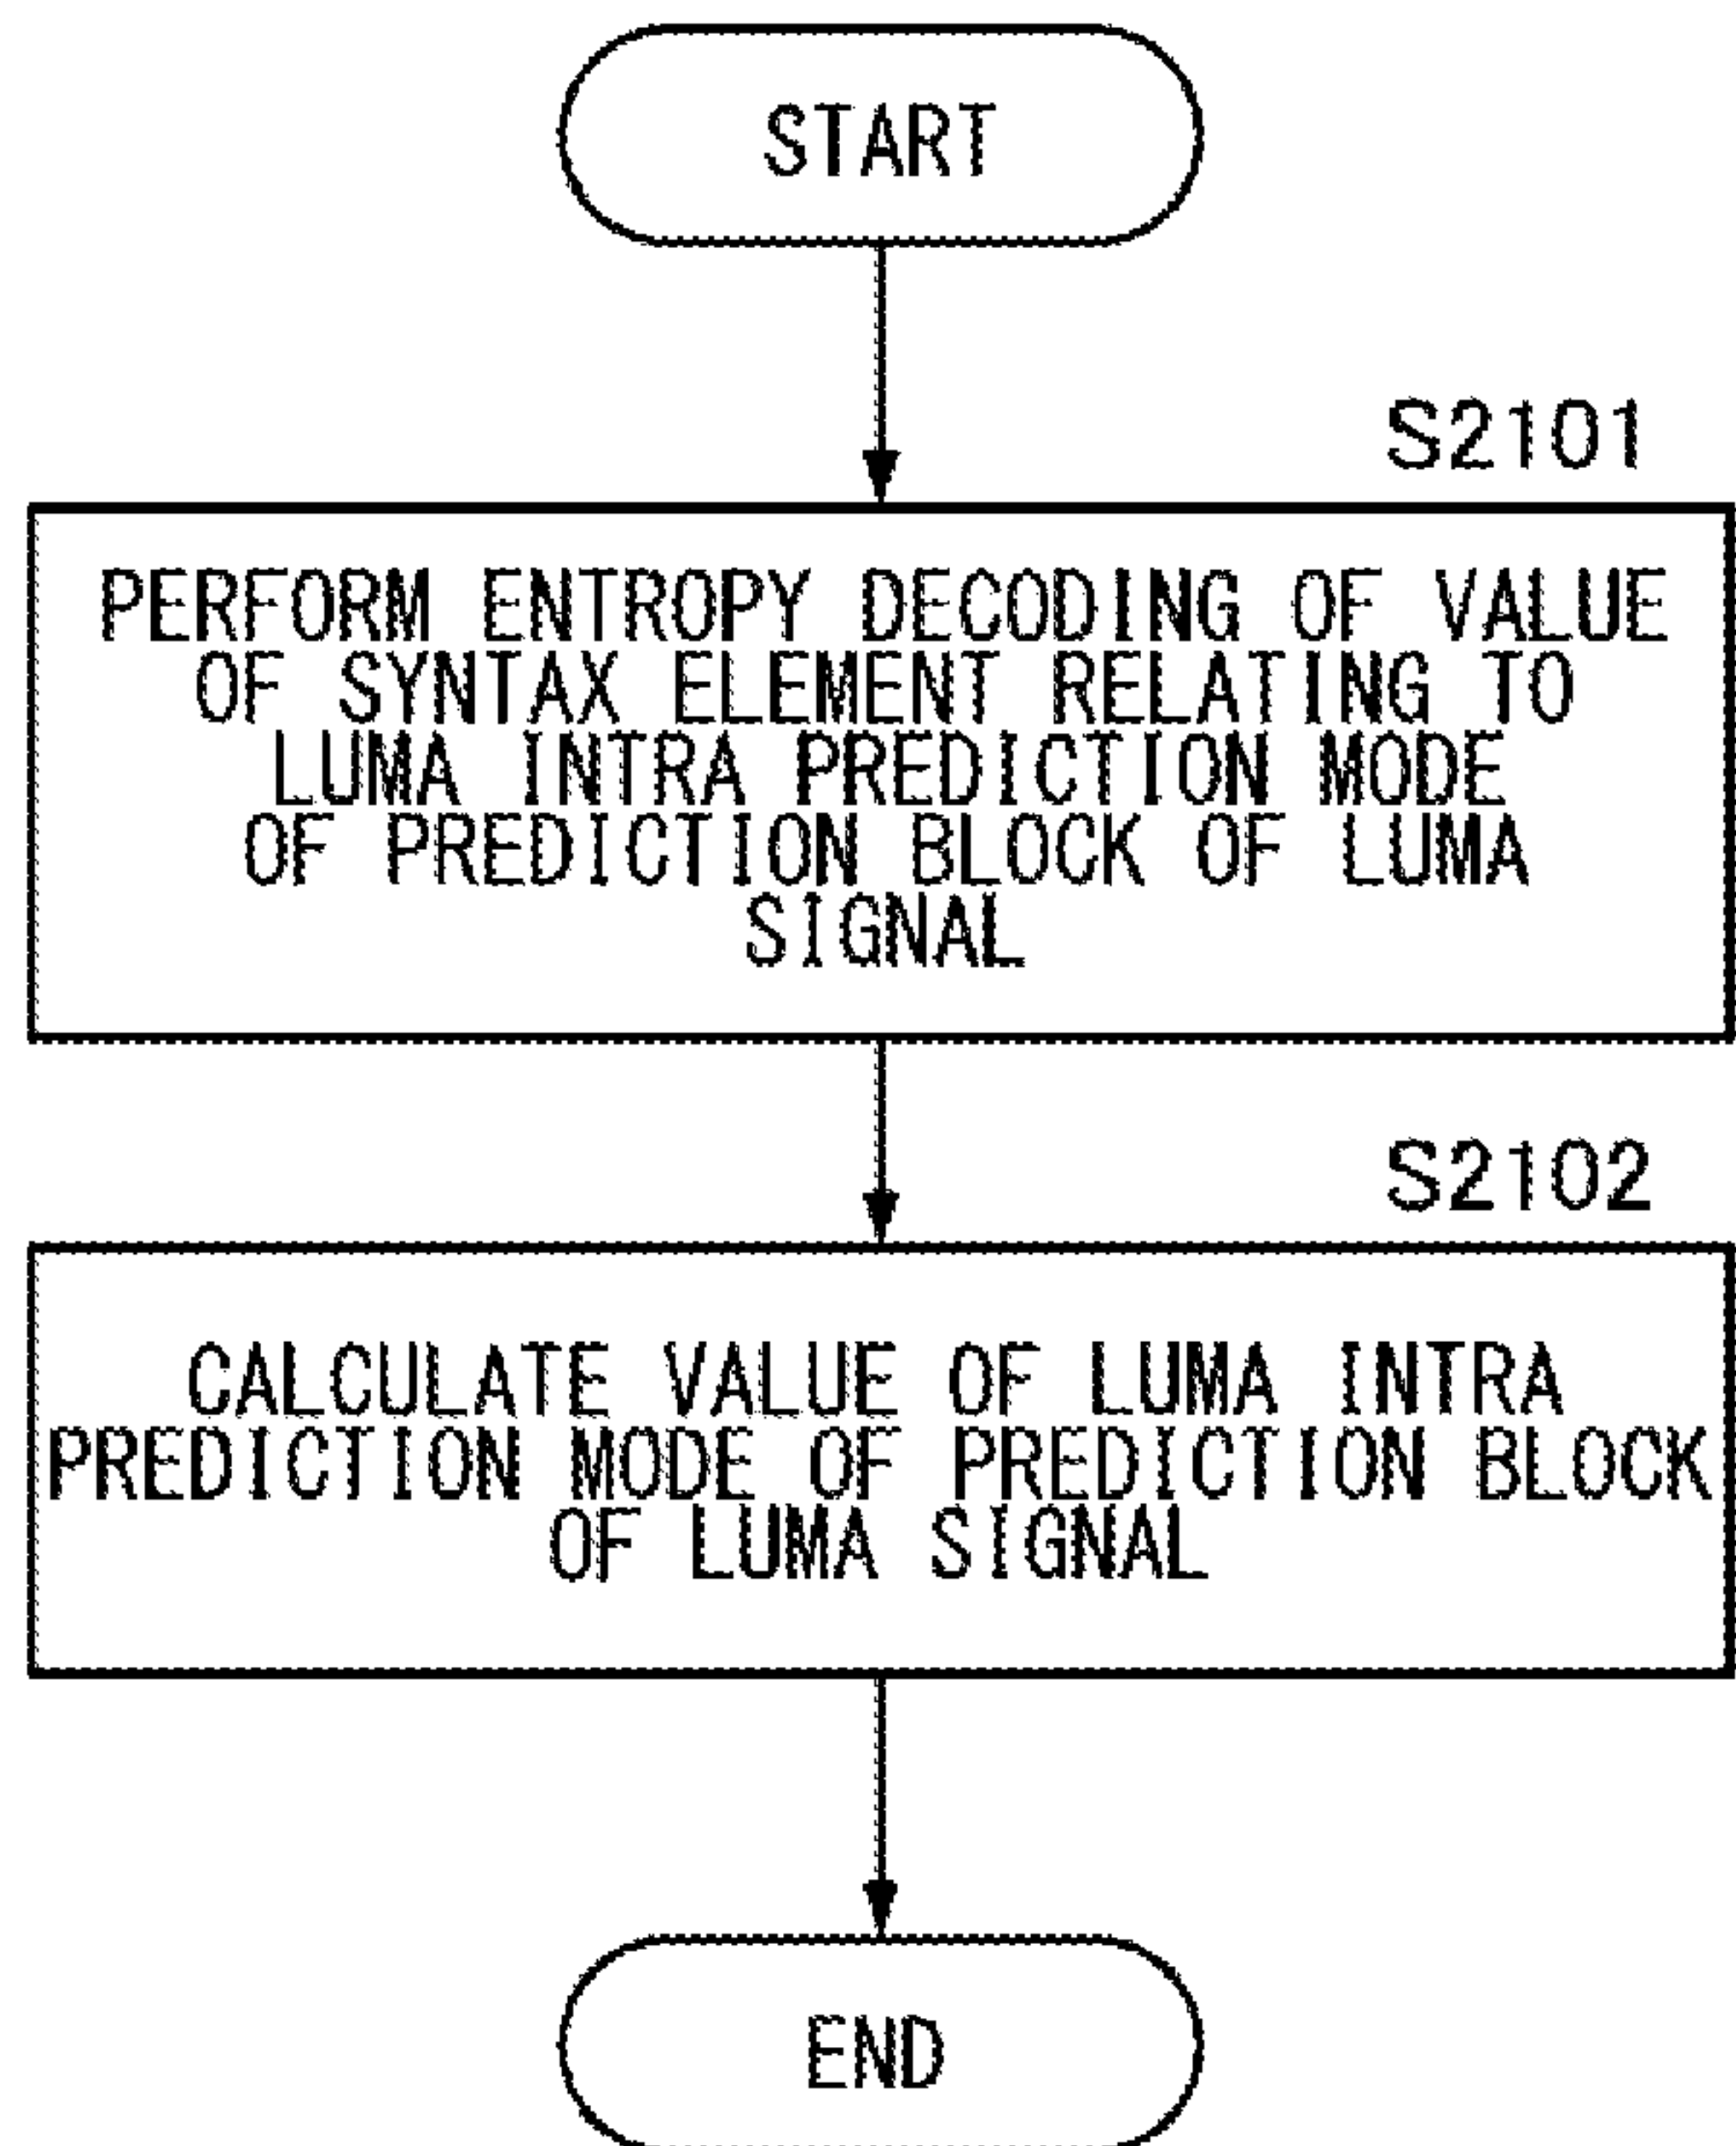 START
S2101
PERFORM ENTROPY DECODING OF VALUE
OF SYNTAX ELEMENT RELATING TO
LUMA INTRA PREDICTION MODE
OF PREDICTION BLOCK OF LUMA
SIGNAL
S2102
CALCULATE VALUE OF LUMA INTRA
PREDICTION MODE OF PREDICTION BLOCK
OF LUMA SIGNAL
END